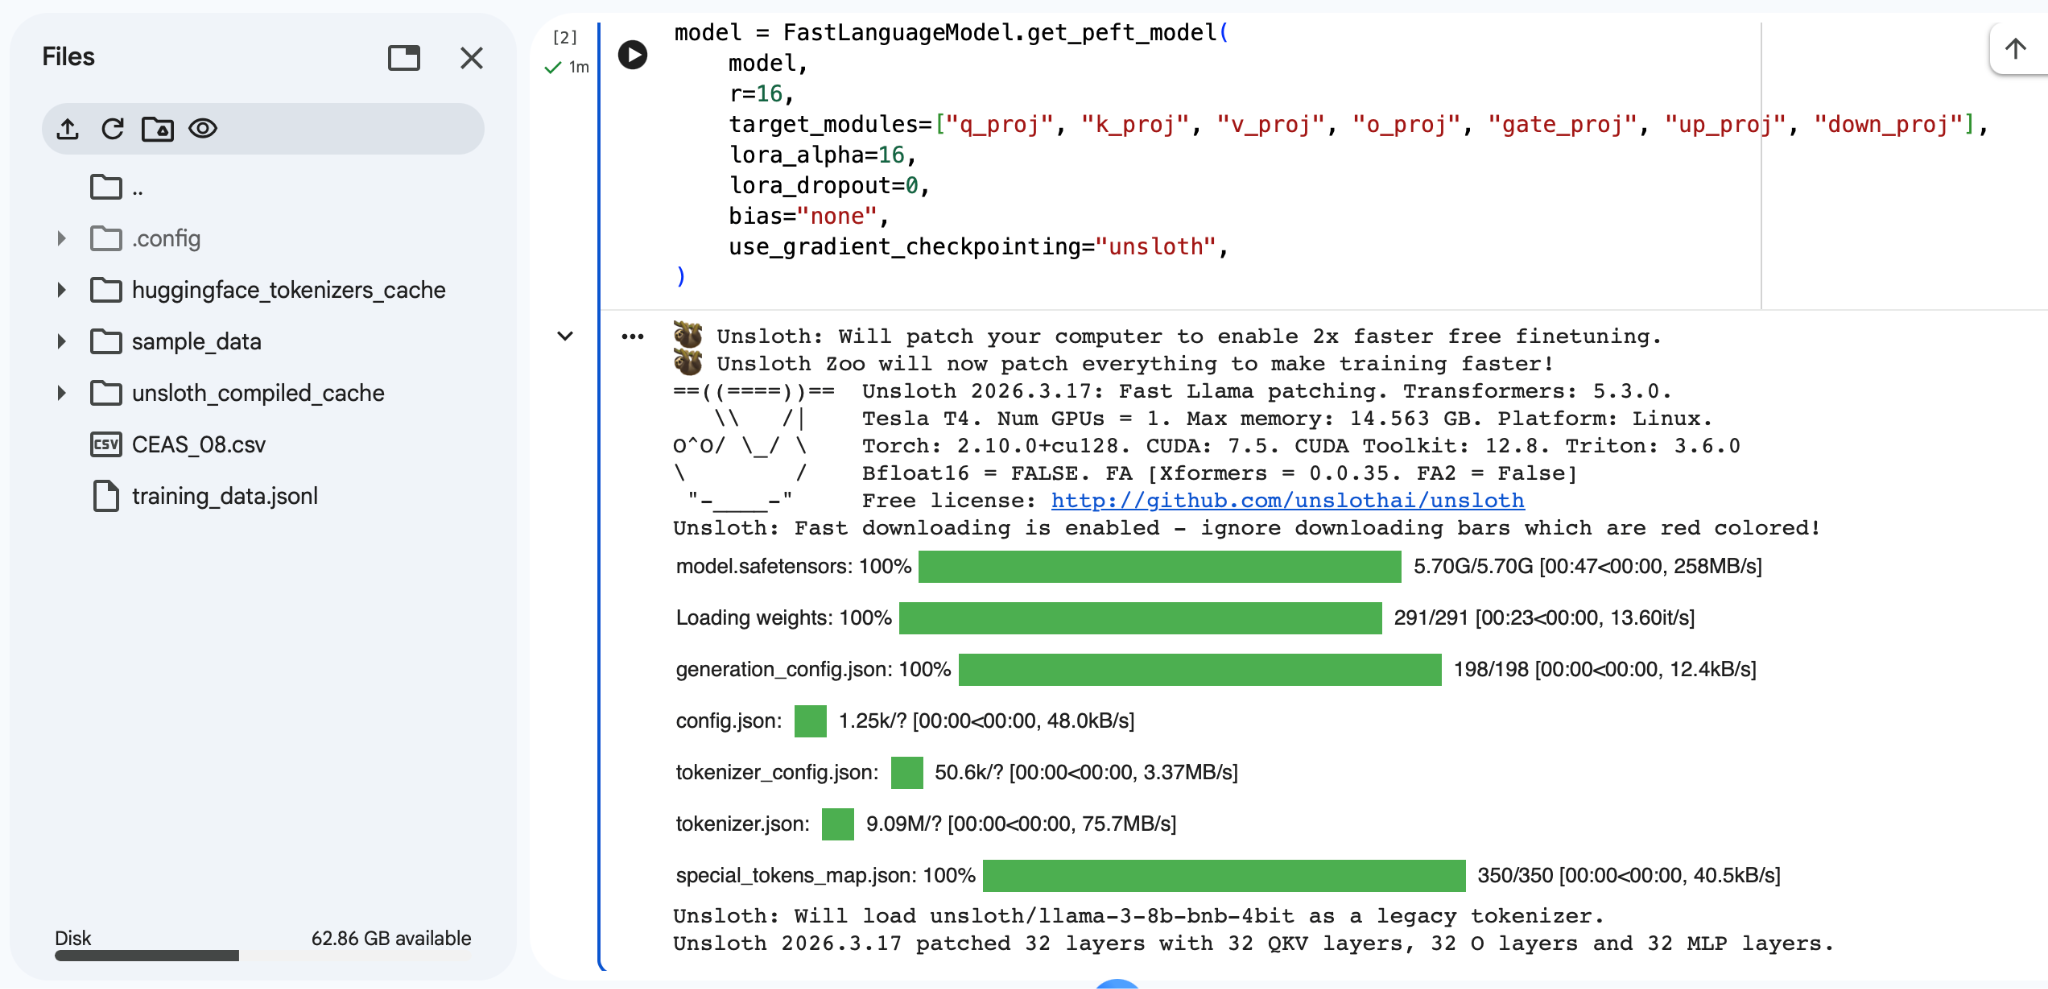 Files
..
.config
huggingface_tokenizers_cache
sample_data
unsloth_compiled_cache
CSV CEAS_08.csv
training_data.jsonl
Disk 62.86 GB available
[2]
1m
model = FastLanguageModel.get_peft_model(
    model,
    r=16,
    target_modules=["q_proj", "k_proj", "v_proj", "o_proj", "gate_proj", "up_proj", "down_proj"],
    lora_alpha=16,
    lora_dropout=0,
    bias="none",
    use_gradient_checkpointing="unsloth",
)
🦥 Unsloth: Will patch your computer to enable 2x faster free finetuning.
🦥 Unsloth Zoo will now patch everything to make training faster!
==((====))==  Unsloth 2026.3.17: Fast Llama patching. Transformers: 5.3.0.
   \\   /|    Tesla T4. Num GPUs = 1. Max memory: 14.563 GB. Platform: Linux.
O^O/ \_/ \    Torch: 2.10.0+cu128. CUDA: 7.5. CUDA Toolkit: 12.8. Triton: 3.6.0
\        /    Bfloat16 = FALSE. FA [Xformers = 0.0.35. FA2 = False]
 "-____-"     Free license: http://github.com/unslothai/unsloth
Unsloth: Fast downloading is enabled - ignore downloading bars which are red colored!
model.safetensors: 100% 5.70G/5.70G [00:47<00:00, 258MB/s]
Loading weights: 100% 291/291 [00:23<00:00, 13.60it/s]
generation_config.json: 100% 198/198 [00:00<00:00, 12.4kB/s]
config.json: 1.25k/? [00:00<00:00, 48.0kB/s]
tokenizer_config.json: 50.6k/? [00:00<00:00, 3.37MB/s]
tokenizer.json: 9.09M/? [00:00<00:00, 75.7MB/s]
special_tokens_map.json: 100% 350/350 [00:00<00:00, 40.5kB/s]
Unsloth: Will load unsloth/llama-3-8b-bnb-4bit as a legacy tokenizer.
Unsloth 2026.3.17 patched 32 layers with 32 QKV layers, 32 O layers and 32 MLP layers.